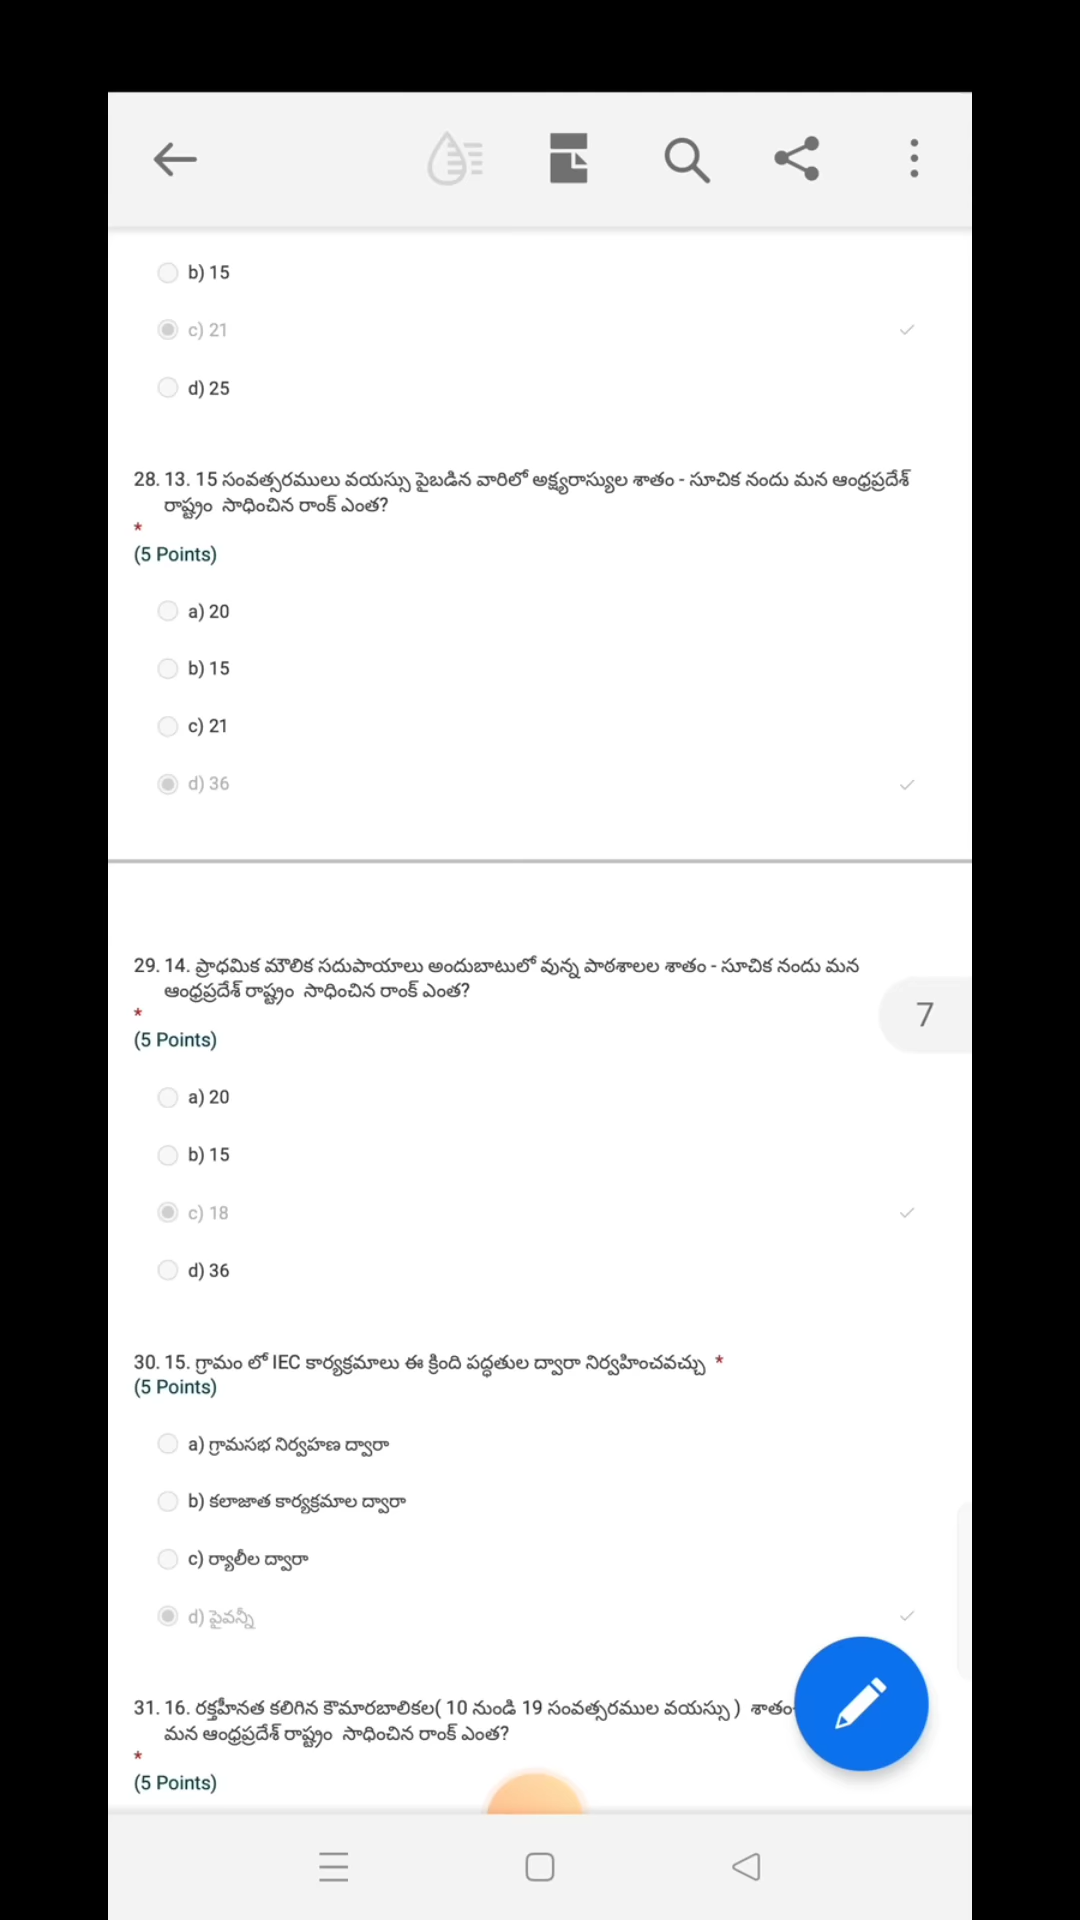 b) 15
c) 21
d) 25
28. 13. 15 సంవత్సరములు వయస్సు పైబడిన వారిలో అక్ష్యరాస్యుల శాతం - సూచిక నందు మన ఆంధ్రప్రదేశ్
రాష్ట్రం సాధించిన రాంక్ ఎంత?
*
(5 Points)
a) 20
b) 15
c) 21
d) 36
29. 14. ప్రాధమిక మౌలిక సదుపాయాలు అందుబాటులో వున్న పాఠశాలల శాతం - సూచిక నందు మన
ఆంధ్రప్రదేశ్ రాష్ట్రం సాధించిన రాంక్ ఎంత?
*
7
(5 Points)
a) 20
b) 15
c) 18
d) 36
30. 15. గ్రామం లో IEC కార్యక్రమాలు ఈ క్రింది పద్ధతుల ద్వారా నిర్వహించవచ్చు *
(5 Points)
a) గ్రామసభ నిర్వహణ ద్వారా
b) కలాజాత కార్యక్రమాల ద్వారా
c) ర్యాలీల ద్వారా
d) పైవన్నీ
31. 16. రక్తహీనత కలిగిన కౌమారబాలికల( 10 నుండి 19 సంవత్సరముల వయస్సు ) శాతం
మన ఆంధ్రప్రదేశ్ రాష్ట్రం సాధించిన రాంక్ ఎంత?
*
(5 Points)